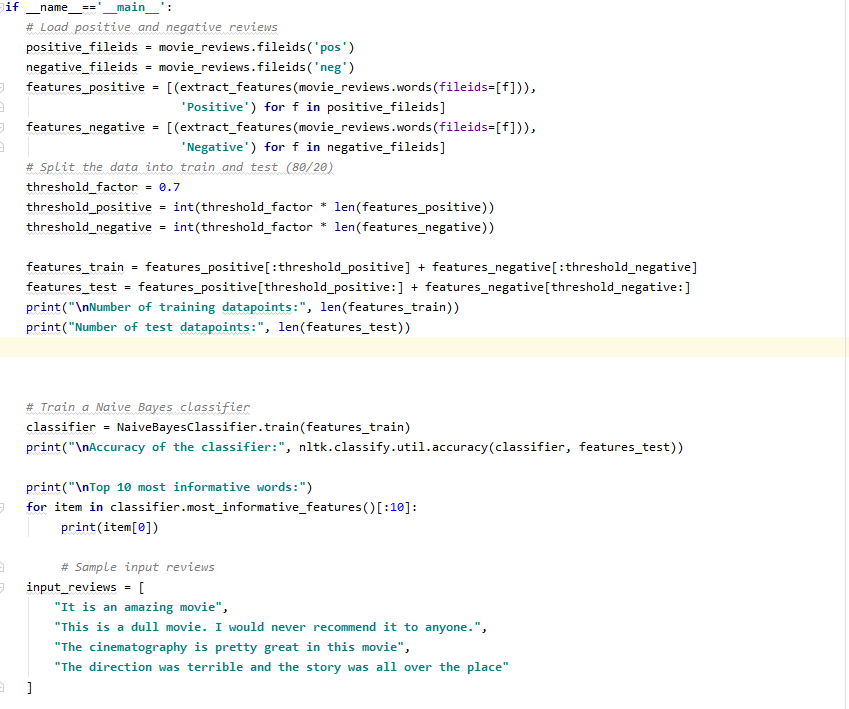 if __name__=='__main__':
# Load positive and negative reviews
positive_fileids = movie_reviews.fileids('pos')
negative_fileids = movie_reviews.fileids('neg')
features_positive = [(extract_features(movie_reviews.words(fileids=[f])),
'Positive') for f in positive_fileids]
features_negative = [(extract_features(movie_reviews.words(fileids=[f])),
'Negative') for f in negative_fileids]
# Split the data into train and test (80/20)
threshold_factor = 0.7
threshold_positive = int(threshold_factor * len(features_positive))
threshold_negative = int(threshold_factor * len(features_negative))
features_train = features_positive[:threshold_positive] + features_negative[:threshold_negative]
features_test = features_positive[threshold_positive:] + features_negative[threshold_negative:]
print("\nNumber of training datapoints:", len(features_train))
print("Number of test datapoints:", len(features_test))
# Train a Naive Bayes classifier
classifier = NaiveBayesClassifier.train(features_train)
print("\nAccuracy of the classifier:", nltk.classify.util.accuracy(classifier, features_test))
print("\nTop 10 most informative words:")
for item in classifier.most_informative_features()[:10]:
print(item[0])
# Sample input reviews
input_reviews = [
"It is an amazing movie",
"This is a dull movie. I would never recommend it to anyone.",
"The cinematography is pretty great in this movie",
"The direction was terrible and the story was all over the place"
]